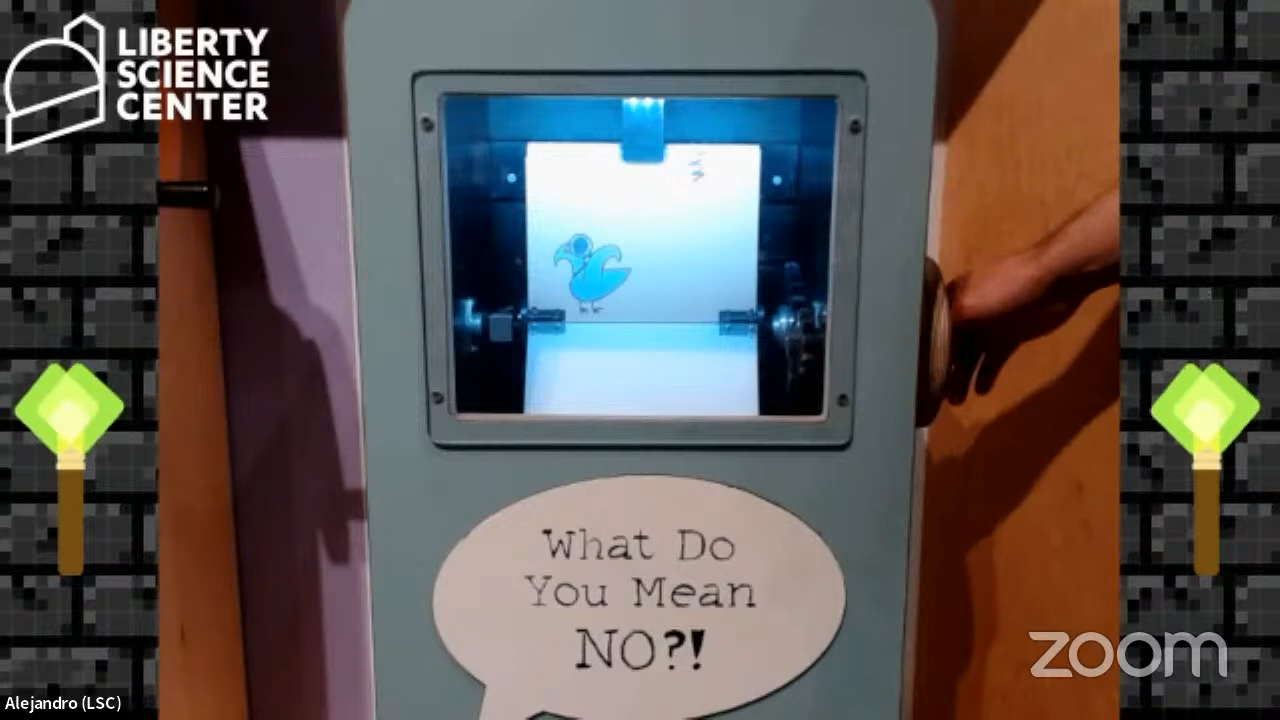 LIBERTY
SCIENCE
CENTER
What Do
You Mean
NO?!
zoom
Alejandro (LSC)